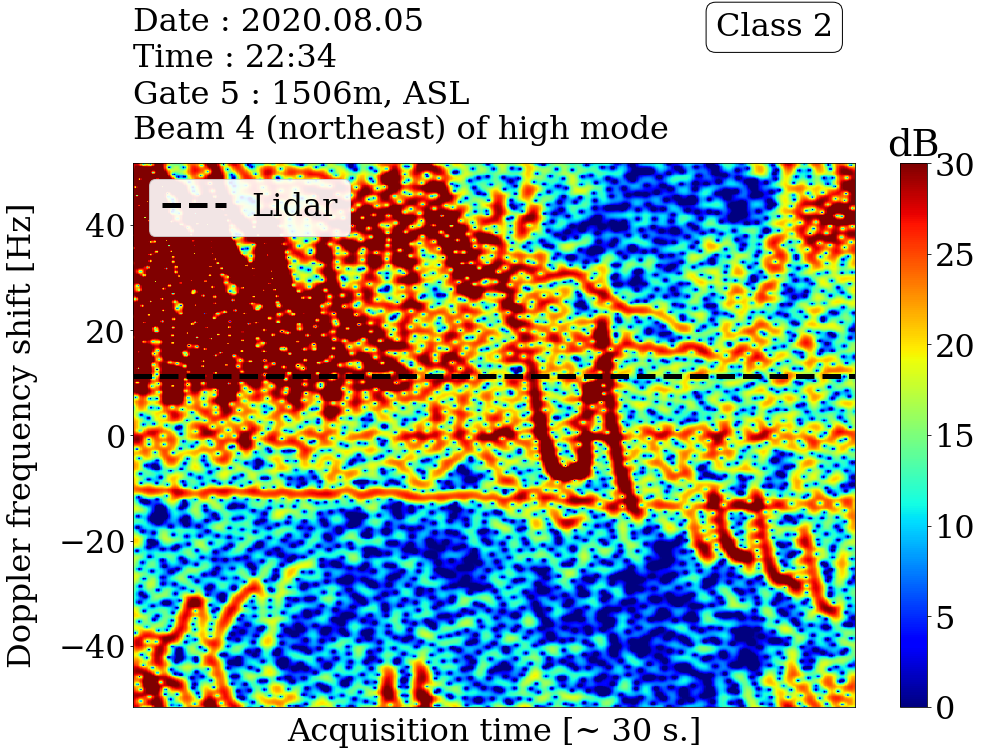 Date : 2020.08.05
Time : 22:34
Gate 5 : 1506m, ASL
Beam 4 (northeast) of high mode
Class 2
dB
Lidar
Doppler frequency shift [Hz]
40
20
0
−20
−40
Acquisition time [~ 30 s.]
30
25
20
15
10
5
0